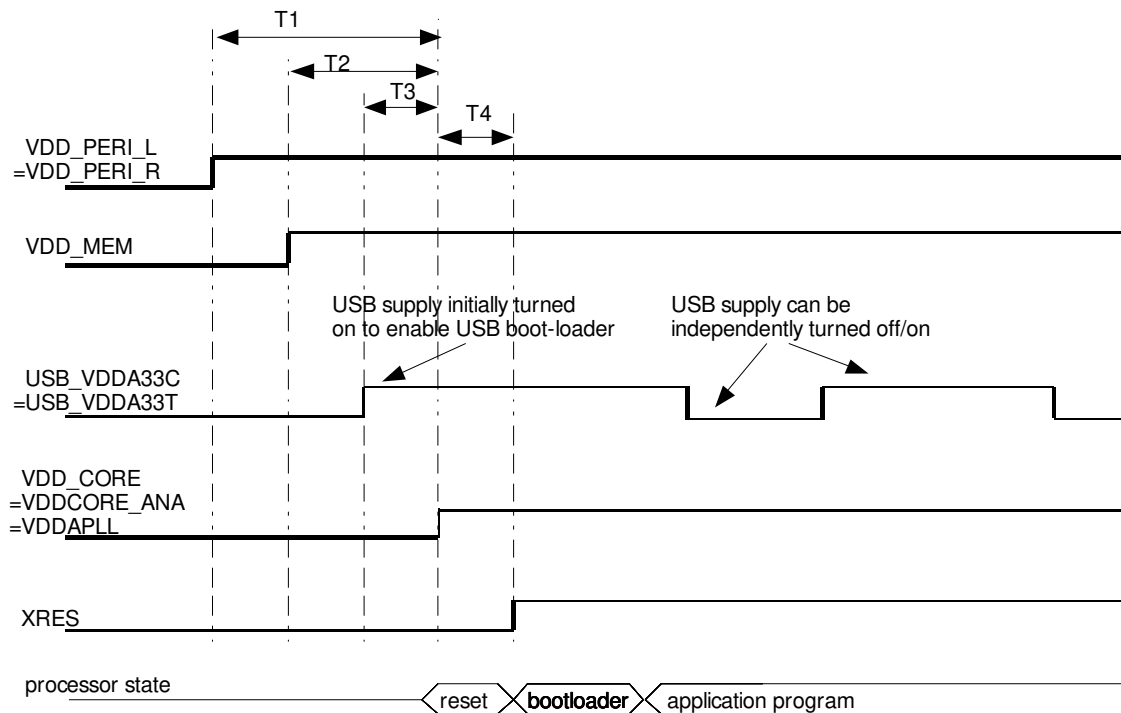 T1
T2
T3
T4
VDD_PERI_L
=VDD_PERI_R
VDD_MEM
USB supply initially turned
on to enable USB boot-loader
USB supply can be
independently turned off/on
USB_VDDA33C
=USB_VDDA33T
VDD_CORE
=VDDCORE_ANA
=VDDAPLL
XRES
processor state
reset
bootloader
application program